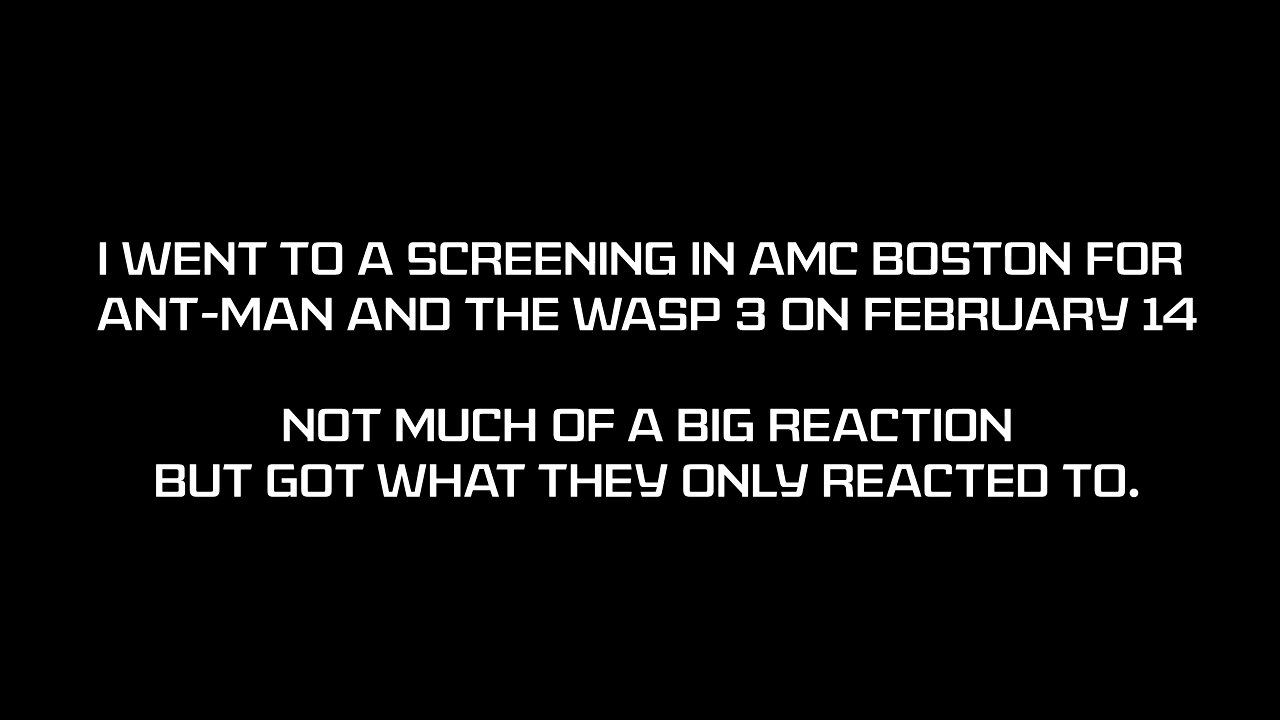 I WENT TO A SCREENING IN AMC BOSTON FOR
ANT-MAN AND THE WASP 3 ON FEBRUARY 14
NOT MUCH OF A BIG REACTION
BUT GOT WHAT THEY ONLY REACTED TO.